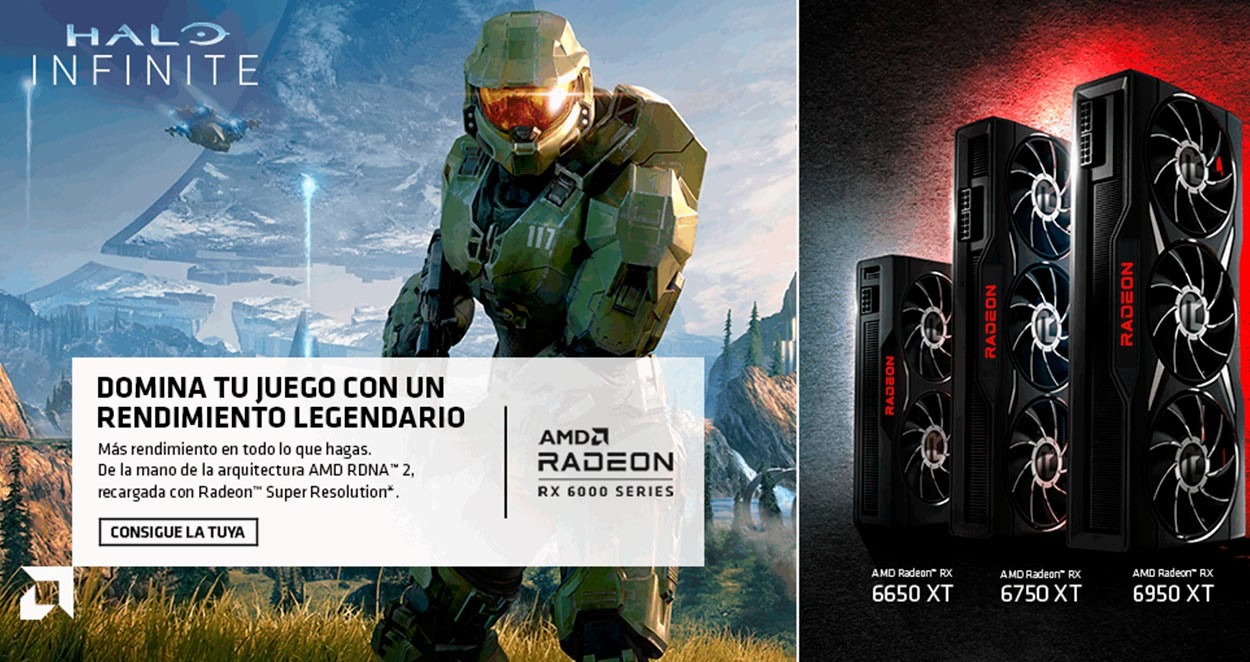 HALO
INFINITE
117
DOMINA TU JUEGO CON UN
RENDIMIENTO LEGENDARIO
Más rendimiento en todo lo que hagas.
De la mano de la arquitectura AMD RDNA™ 2,
recargada con Radeon™ Super Resolution*.
CONSIGUE LA TUYA
AMD
RADEON
RX 6000 SERIES
RADEON
RADEON
RADEON
AMD Radeon™ RX
6650 XT
AMD Radeon™ RX
6750 XT
AMD Radeon™ RX
6950 XT